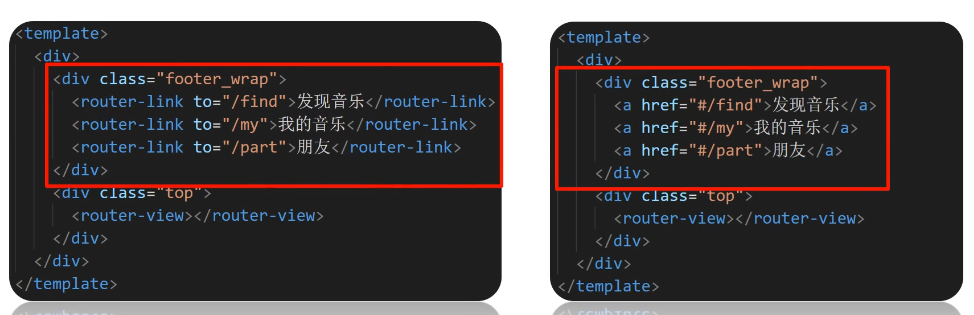 <template>
<div>
<div class="footer_wrap">
<router-link to="/find">发现音乐</router-link>
<router-link to="/my">我的音乐</router-link>
<router-link to="/part">朋友</router-link>
</div>
<div class="top">
<router-view></router-view>
</div>
</div>
</template>
<template>
<div>
<div class="footer_wrap">
<a href="#/find">发现音乐</a>
<a href="#/my">我的音乐</a>
<a href="#/part">朋友</a>
</div>
<div class="top">
<router-view></router-view>
</div>
</div>
</template>